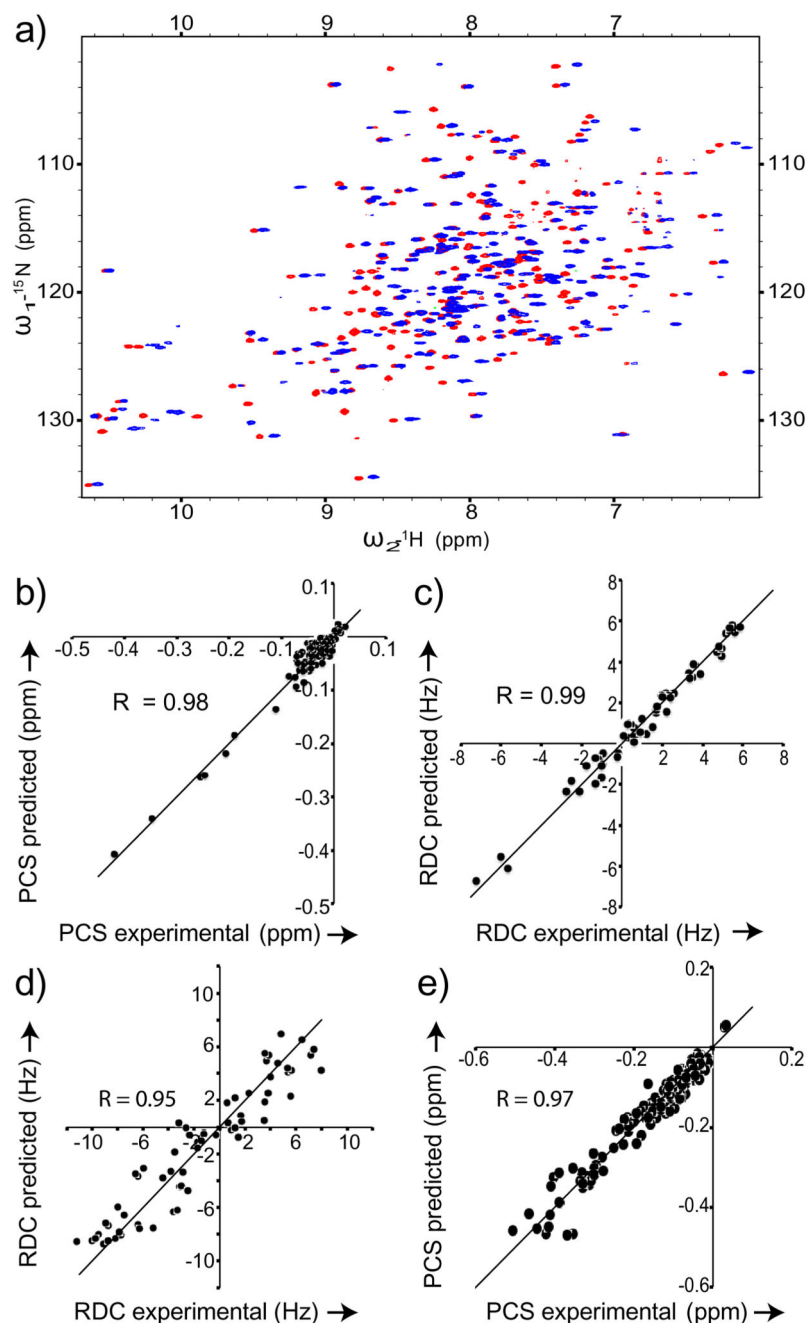 a)
10 9 8 7
110 110
120 120
130 130
ω1-15N (ppm)
10 9 8 7
ω2-1H (ppm)
b)
0.1
-0.5 -0.4 -0.3 -0.2 -0.1 0.1
-0.1
R = 0.98
-0.2
-0.3
-0.4
-0.5
PCS predicted (ppm) →
PCS experimental (ppm) →
c)
8
6
4
R = 0.99
2
-8 -6 -4 -2 2 4 6 8
-2
-4
-6
-8
RDC predicted (Hz) →
RDC experimental (Hz) →
d)
10
6
R = 0.95
2
-10 -6 -2 2 6 10
-2
-6
-10
RDC predicted (Hz) →
RDC experimental (Hz) →
e)
0.2
-0.6 -0.2 0.2
R = 0.97
-0.2
-0.4
-0.6
PCS predicted (ppm) →
PCS experimental (ppm) →